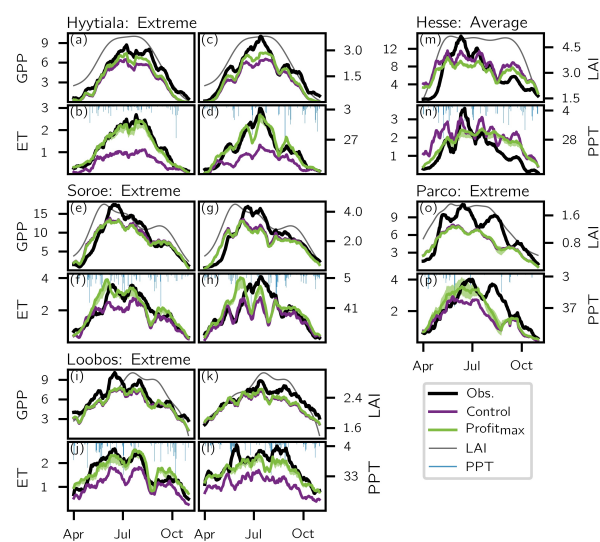 Hyytiala: Extreme
Hesse: Average
(a)
(c)
(m)
GPP
9
6
3
3.0
1.5
12
8
4
4.5
3.0
1.5
LAI
(b)
(d)
(n)
ET
3
2
1
3
27
3
2
1
4
28
PPT
Soroe: Extreme
Parco: Extreme
(e)
(g)
(o)
GPP
15
10
5
4.0
2.0
9
6
3
1.6
0.8
LAI
(f)
(h)
(p)
ET
4
2
5
41
4
2
3
37
PPT
Apr Jul Oct
Loobos: Extreme
(i)
(k)
GPP
9
6
3
2.4
1.6
LAI
(j)
(l)
ET
2
1
4
33
PPT
Apr Jul Oct
Apr Jul Oct
Obs.
Control
Profitmax
LAI
PPT